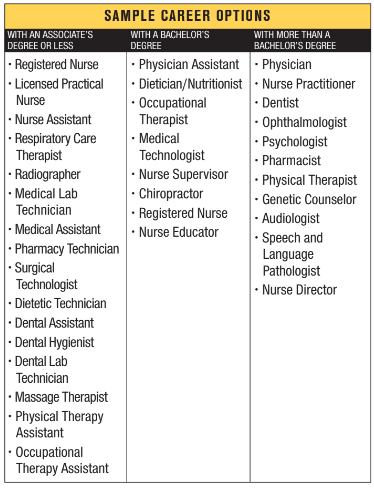 SAMPLE CAREER OPTIONS
WITH AN ASSOCIATE'S
DEGREE OR LESS
• Registered Nurse
• Licensed Practical
Nurse
• Nurse Assistant
• Respiratory Care
Therapist
• Radiographer
• Medical Lab
Technician
• Medical Assistant
• Pharmacy Technician
• Surgical
Technologist
• Dietetic Technician
• Dental Assistant
• Dental Hygienist
• Dental Lab
Technician
• Massage Therapist
• Physical Therapy
Assistant
• Occupational
Therapy Assistant
WITH A BACHELOR'S
DEGREE
• Physician Assistant
• Dietician/Nutritionist
• Occupational
Therapist
• Medical
Technologist
• Nurse Supervisor
• Chiropractor
• Registered Nurse
• Nurse Educator
WITH MORE THAN A
BACHELOR'S DEGREE
• Physician
• Nurse Practitioner
• Dentist
• Ophthalmologist
• Psychologist
• Pharmacist
• Physical Therapist
• Genetic Counselor
• Audiologist
• Speech and
Language
Pathologist
• Nurse Director